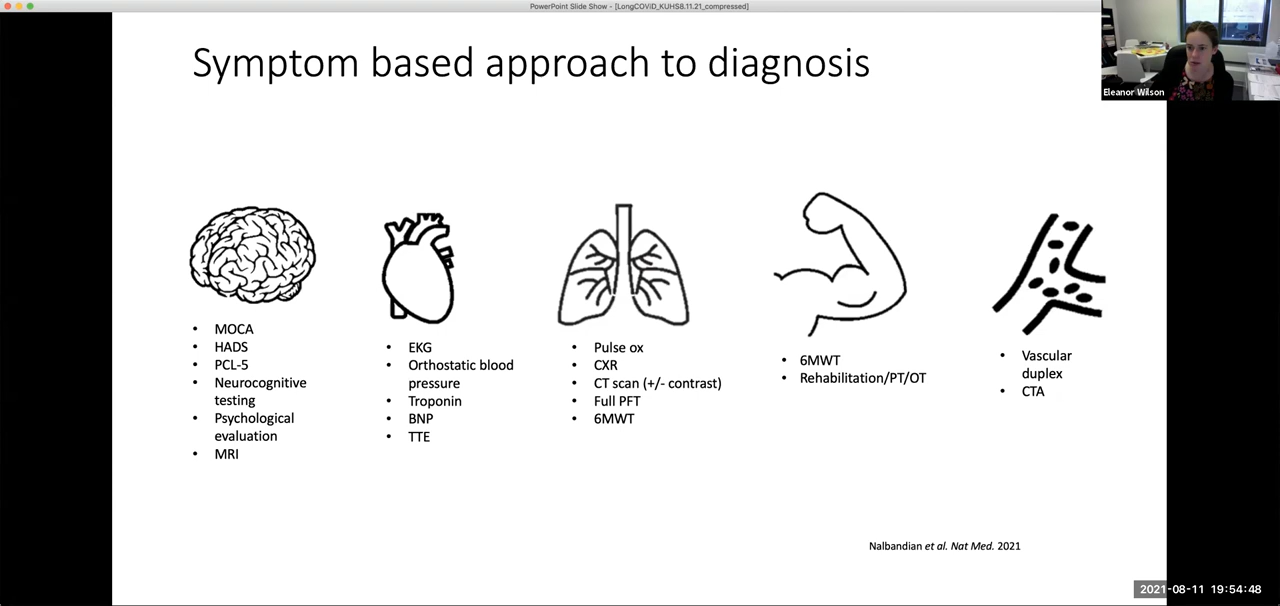 PowerPoint Slide Show - [LongCOViD_KUHS8.11.21_compressed]
Symptom based approach to diagnosis
Eleanor Wilson
• MOCA
• HADS
• PCL-5
• Neurocognitive
testing
• Psychological
evaluation
• MRI
• EKG
• Orthostatic blood
pressure
• Troponin
• BNP
• TTE
• Pulse ox
• CXR
• CT scan (+/- contrast)
• Full PFT
• 6MWT
• 6MWT
• Rehabilitation/PT/OT
• Vascular
duplex
• CTA
Nalbandian et al. Nat Med. 2021
2021-08-11 19:54:48